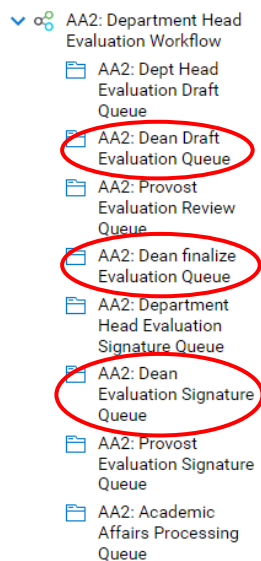 AA2: Department Head
Evaluation Workflow
AA2: Dept Head
Evaluation Draft
Queue
AA2: Dean Draft
Evaluation Queue
AA2: Provost
Evaluation Review
Queue
AA2: Dean finalize
Evaluation Queue
AA2: Department
Head Evaluation
Signature Queue
AA2: Dean
Evaluation Signature
Queue
AA2: Provost
Evaluation Signature
Queue
AA2: Academic
Affairs Processing
Queue